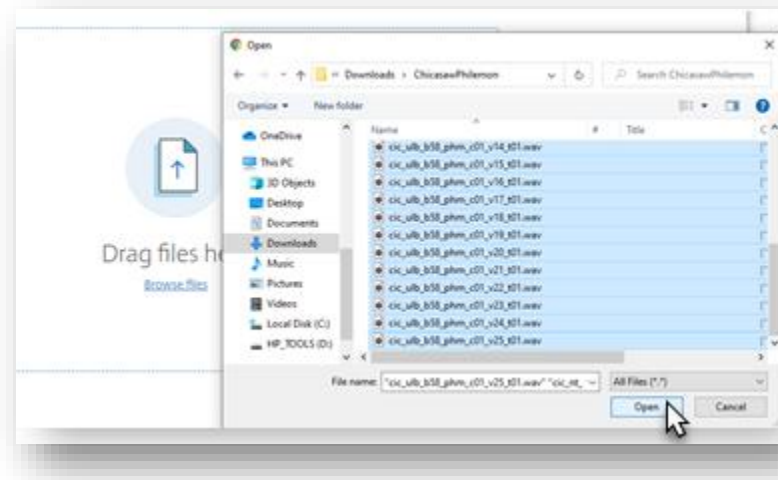 Open
Downloads > ChicasawPhilemon
Search ChicasawPhilemon
Organize
New folder
Name
#
Title
C
OneDrive
This PC
3D Objects
Desktop
Documents
Downloads
Music
Pictures
Videos
Local Disk (C:)
HP_TOOLS (D:)
cic_ulb_b58_phm_c01_v14_t01.wav
cic_ulb_b58_phm_c01_v15_t01.wav
cic_ulb_b58_phm_c01_v16_t01.wav
cic_ulb_b58_phm_c01_v17_t01.wav
cic_ulb_b58_phm_c01_v18_t01.wav
cic_ulb_b58_phm_c01_v19_t01.wav
cic_ulb_b58_phm_c01_v20_t01.wav
cic_ulb_b58_phm_c01_v21_t01.wav
cic_ulb_b58_phm_c01_v22_t01.wav
cic_ulb_b58_phm_c01_v23_t01.wav
cic_ulb_b58_phm_c01_v24_t01.wav
cic_ulb_b58_phm_c01_v25_t01.wav
Drag files he
Browse files
File name: "cic_ulb_b58_phm_c01_v25_t01.wav" "cic_nt_
All Files (*.*)
Open
Cancel